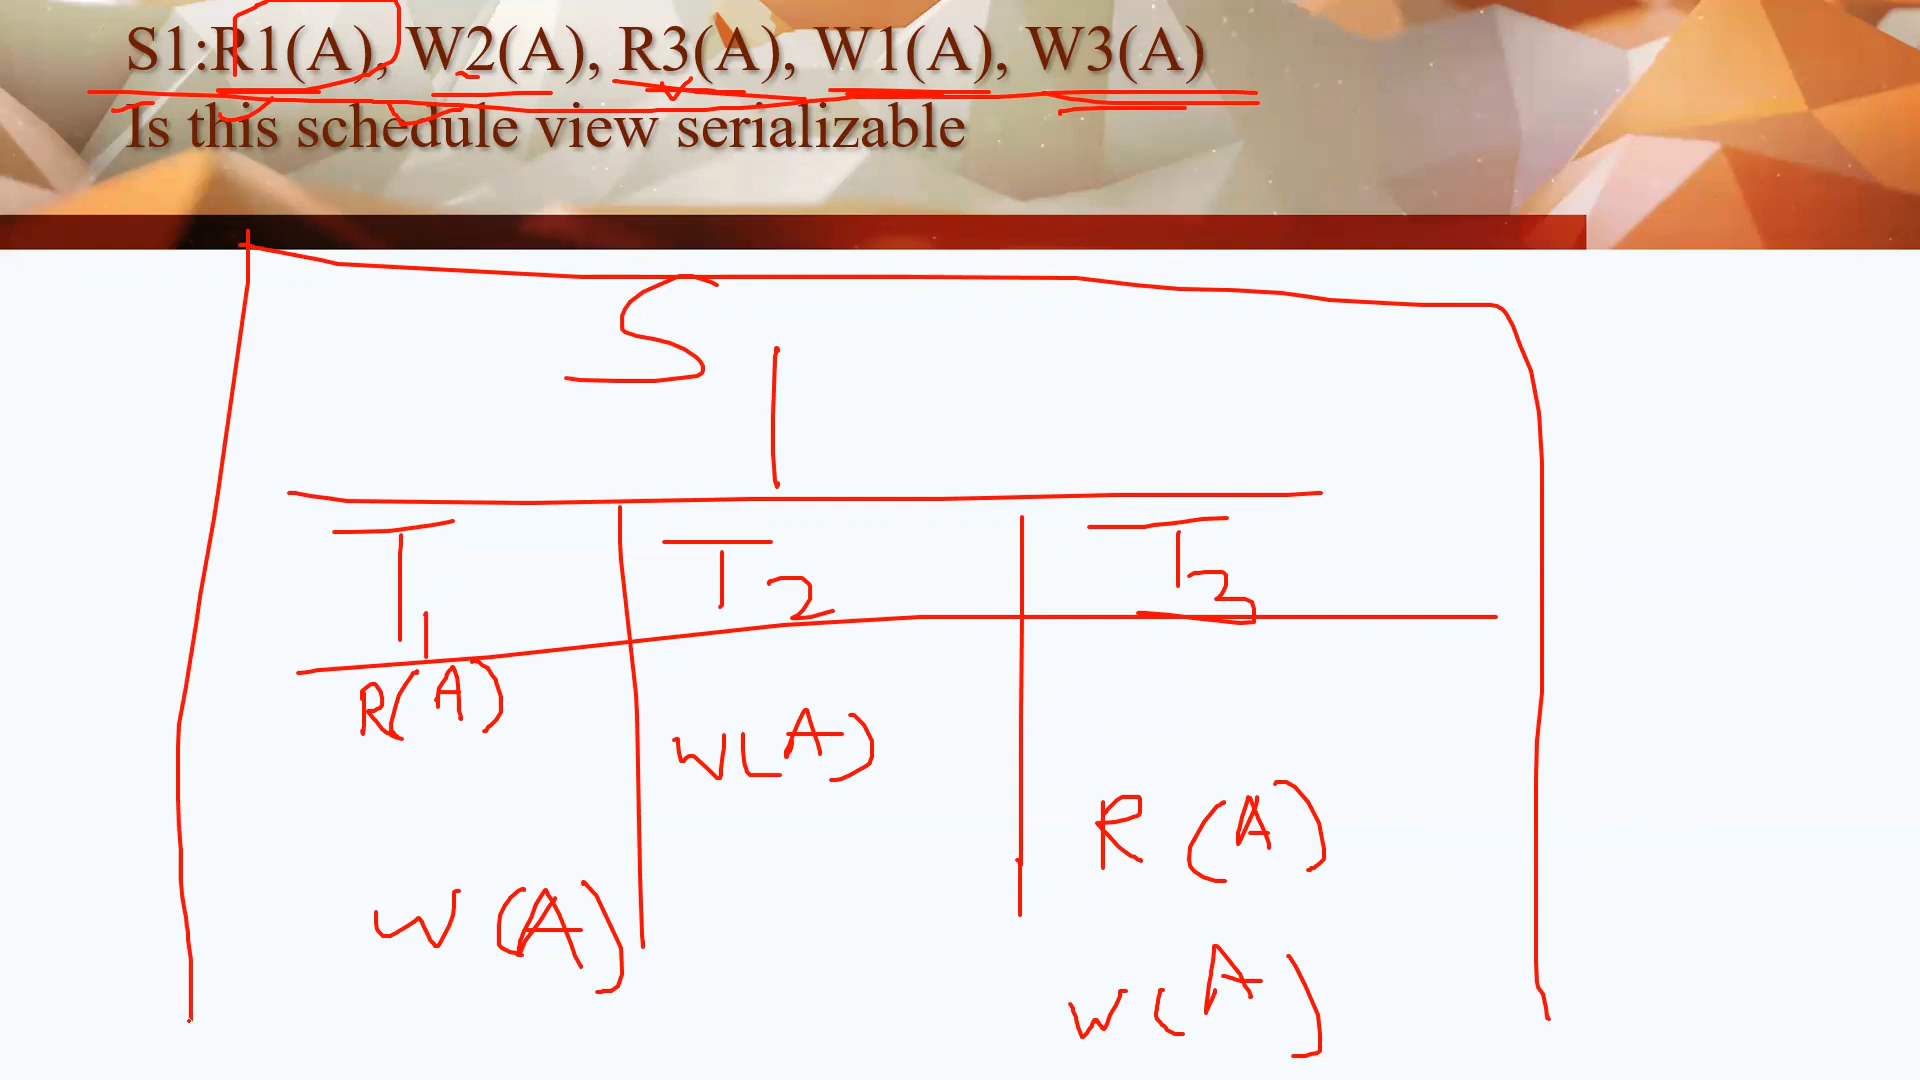 S1:R1(A), W2(A), R3(A), W1(A), W3(A)
Is this schedule view serializable
S1
T1 T2 T3
R(A)
W(A)
R(A)
W(A)
W(A)